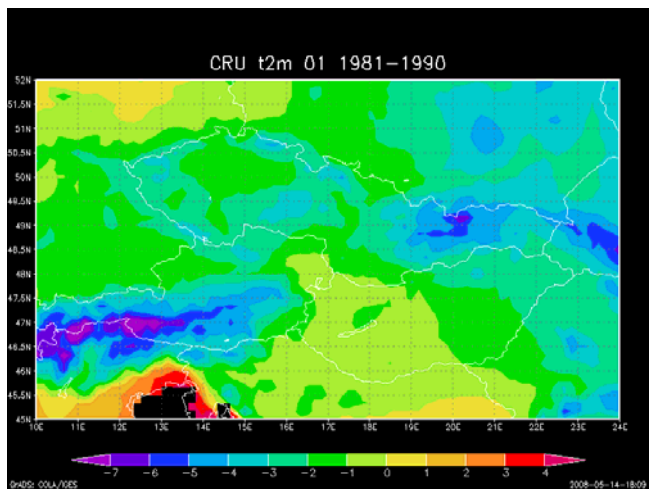 CRU t2m 01 1981-1990
52N
51.5N
51N
50.5N
50N
49.5N
49N
48.5N
48N
47.5N
47N
46.5N
46N
45.5N
45N
10E 11E 12E 13E 14E 15E 16E 17E 18E 19E 20E 21E 22E 23E 24E
-7 -6 -5 -4 -3 -2 -1 0 1 2 3 4
GrADS: COLA/IGES 2008-05-14-18:09